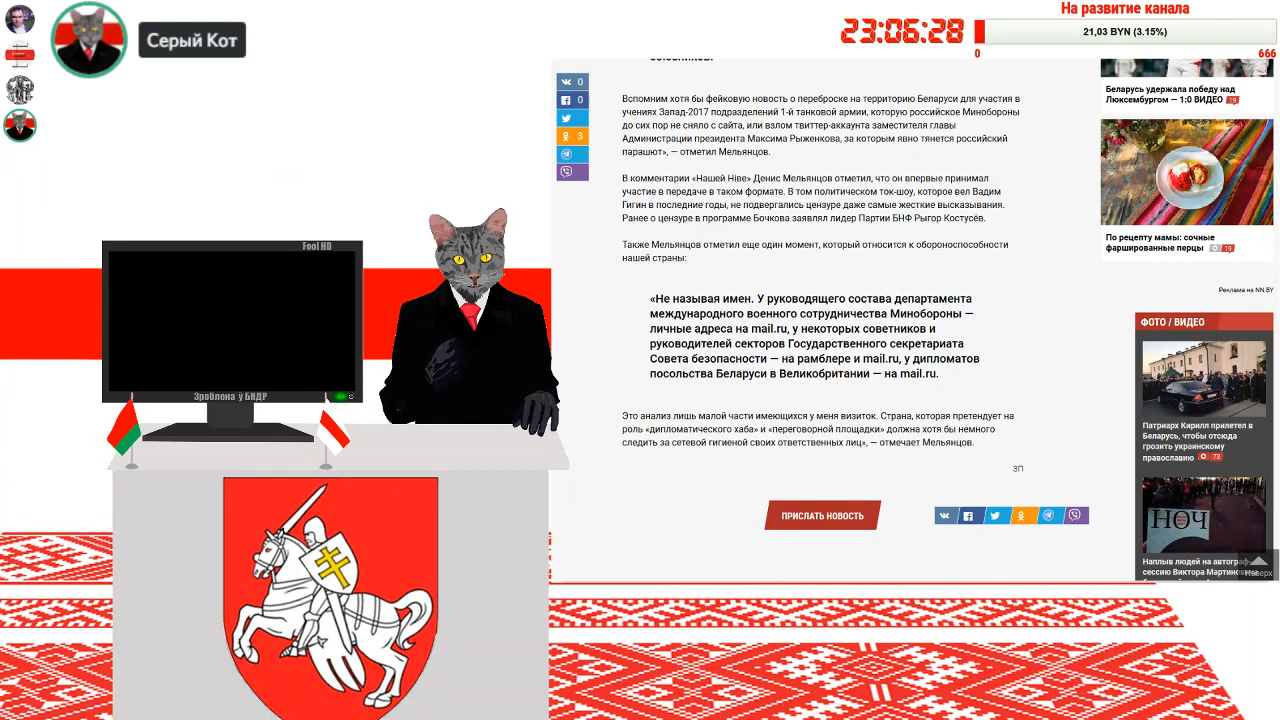 Серый Кот
23:06:28
На развитие канала
21,03 BYN (3.15%)
0
666
0
0
3
Вспомним хотя бы фейковую новость о переброске на территорию Беларуси для участия в
учениях Запад-2017 подразделений 1-й танковой армии, которую российское Минобороны
до сих пор не сняло с сайта, или взлом твиттер-аккаунта заместителя главы
Администрации президента Максима Рыженкова, за которым явно тянется российский
парашют», — отметил Мельянцов.
В комментарии «Нашей Ніве» Денис Мельянцов отметил, что он впервые принимал
участие в передаче в таком формате. В том политическом ток-шоу, которое вел Вадим
Гигин в последние годы, не подвергались цензуре даже самые жесткие высказывания.
Ранее о цензуре в программе Бочкова заявлял лидер Партии БНФ Рыгор Костусёв.
Также Мельянцов отметил еще один момент, который относится к обороноспособности
нашей страны:
«Не называя имен. У руководящего состава департамента
международного военного сотрудничества Минобороны —
личные адреса на mail.ru, у некоторых советников и
руководителей секторов Государственного секретариата
Совета безопасности — на рамблере и mail.ru, у дипломатов
посольства Беларуси в Великобритании — на mail.ru.
Это анализ лишь малой части имеющихся у меня визиток. Страна, которая претендует на
роль «дипломатического хаба» и «переговорной площадки» должна хотя бы немного
следить за сетевой гигиеной своих ответственных лиц», — отмечает Мельянцов.
ЗП
ПРИСЛАТЬ НОВОСТЬ
Беларусь удержала победу над
Люксембургом — 1:0 ВИДЕО 19
По рецепту мамы: сочные
фаршированные перцы 19
Реклама на NN.BY
ФОТО / ВИДЕО
Патриарх Кирилл прилетел в
Беларусь, чтобы отсюда
грозить украинскому
православию 73
НОЧ
Наплыв людей на автограф-
сессию Виктора Мартинови
Наверх
Fool HD
Зроблена ў БНДР